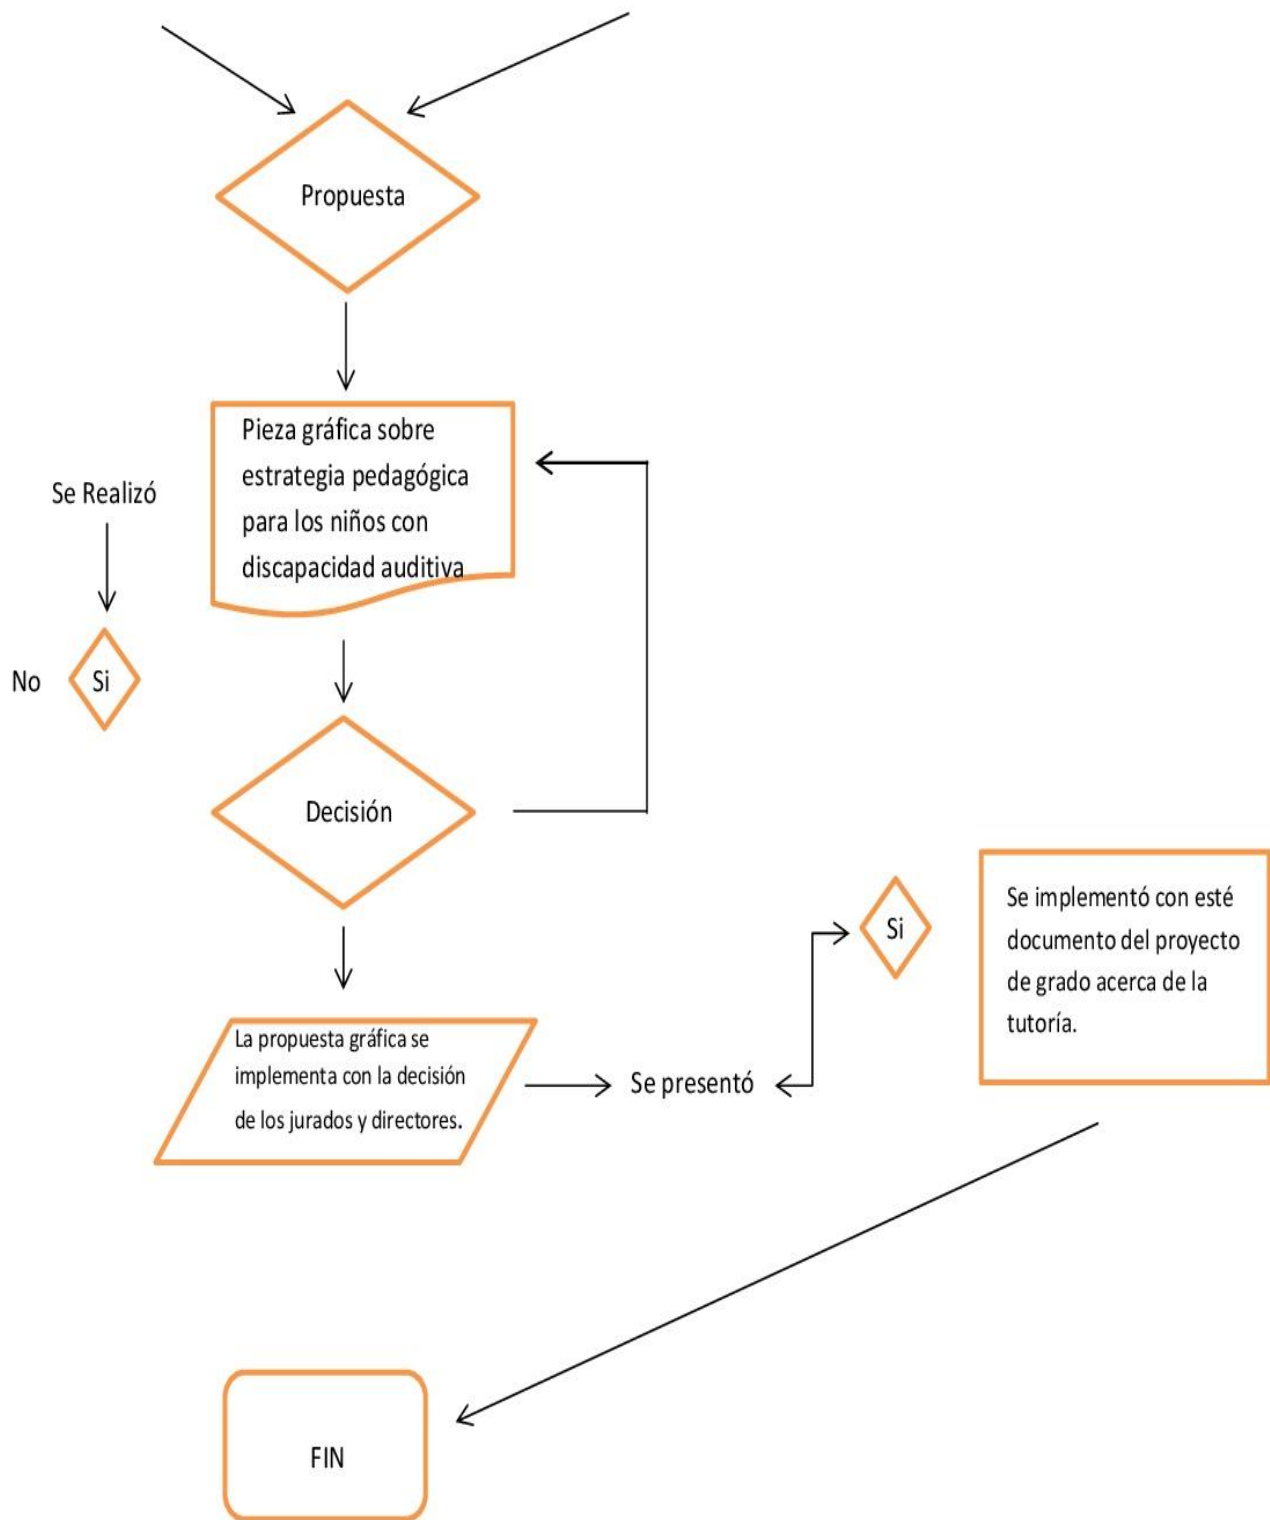 Propuesta
Pieza gráfica sobre
estrategia pedagógica
para los niños con
discapacidad auditiva
Se Realizó
No
Si
Decisión
La propuesta gráfica se
implementa con la decisión
de los jurados y directores.
Se presentó
Si
Se implementó con esté
documento del proyecto
de grado acerca de la
tutoría.
FIN